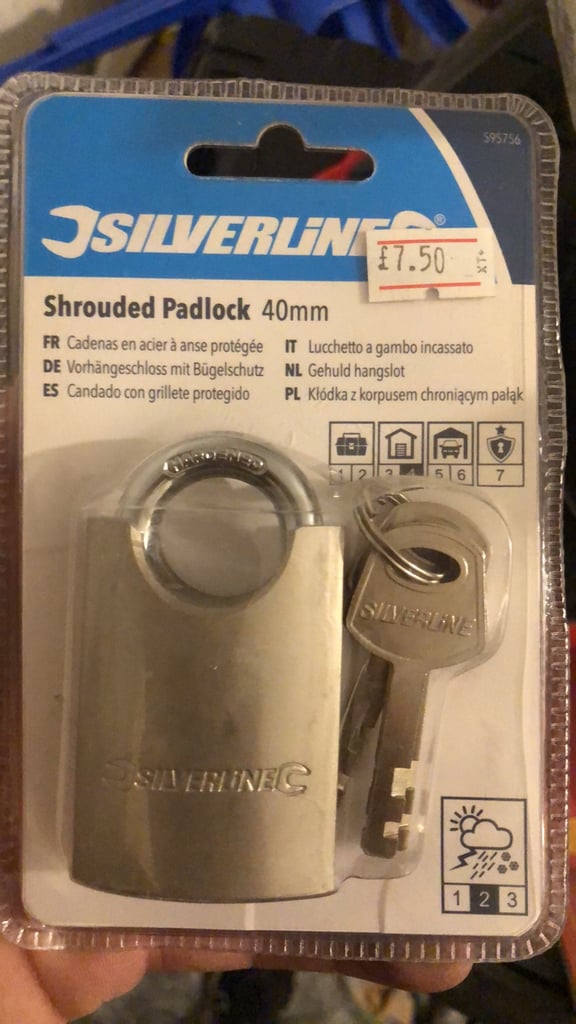 595756
SILVERLINE®
£7.50
XT+
Shrouded Padlock 40mm
FR Cadenas en acier à anse protégée
DE Vorhängeschloss mit Bügelschutz
ES Candado con grillete protegido
IT Lucchetto a gambo incassato
NL Gehuld hangslot
PL Kłódka z korpusem chroniącym pałąk
1 2 3 4 5 6 7
HARDENED
SILVERLINE
SILVERLINE
1 2 3